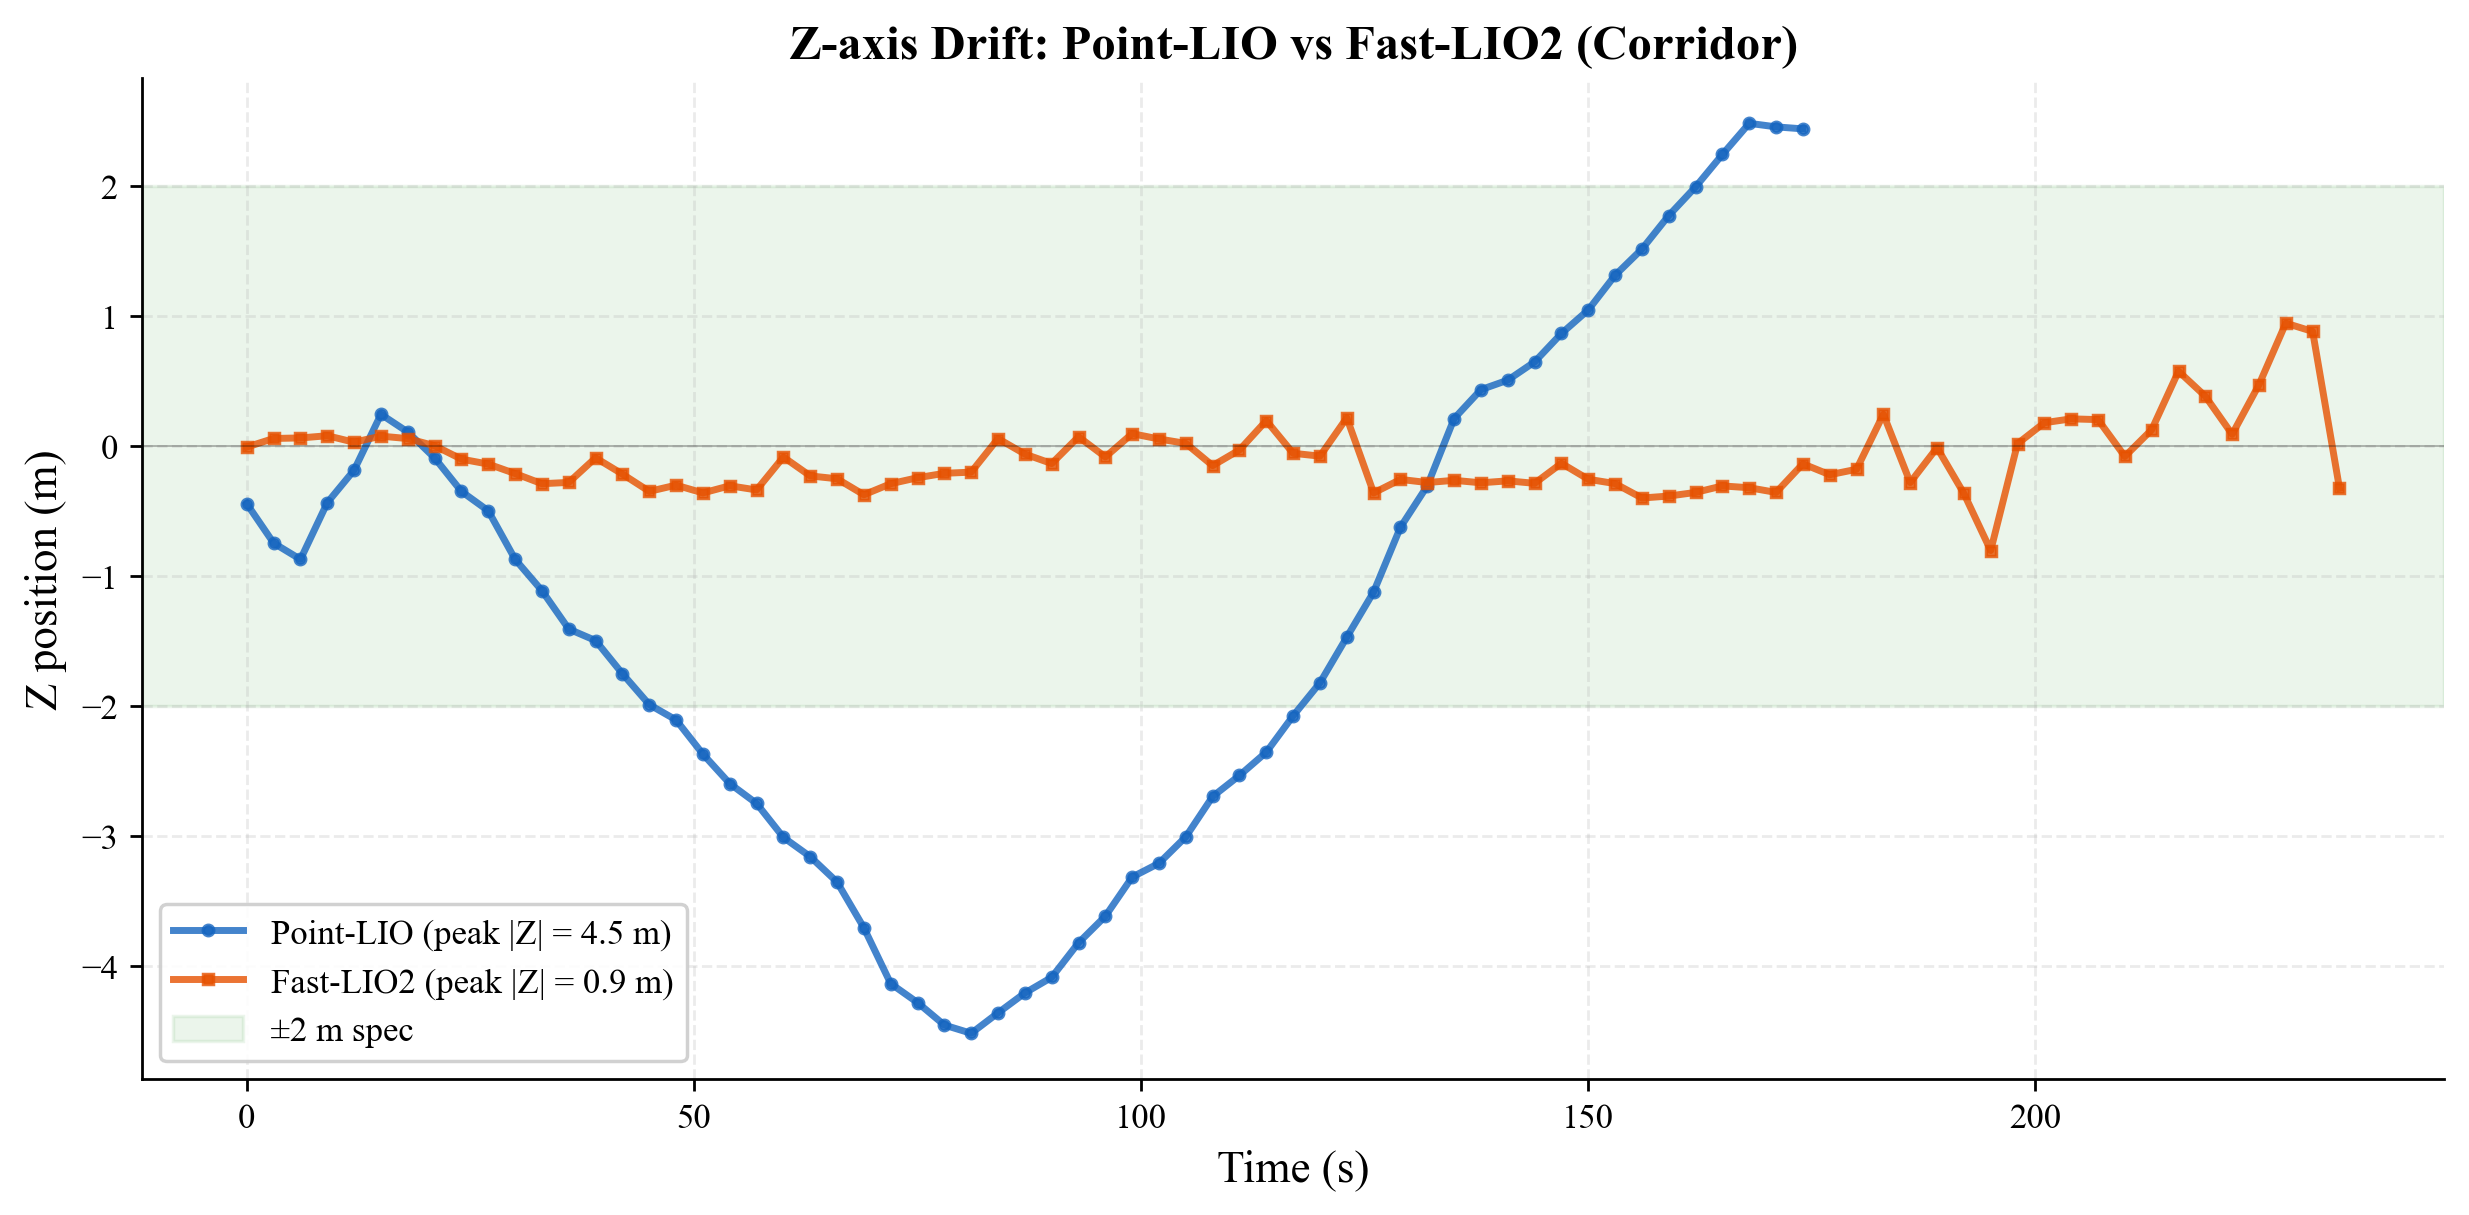 Z-axis Drift: Point-LIO vs Fast-LIO2 (Corridor)
Z position (m)
2
1
0
−1
−2
−3
−4
Point-LIO (peak |Z| = 4.5 m)
Fast-LIO2 (peak |Z| = 0.9 m)
±2 m spec
0 50 100 150 200
Time (s)